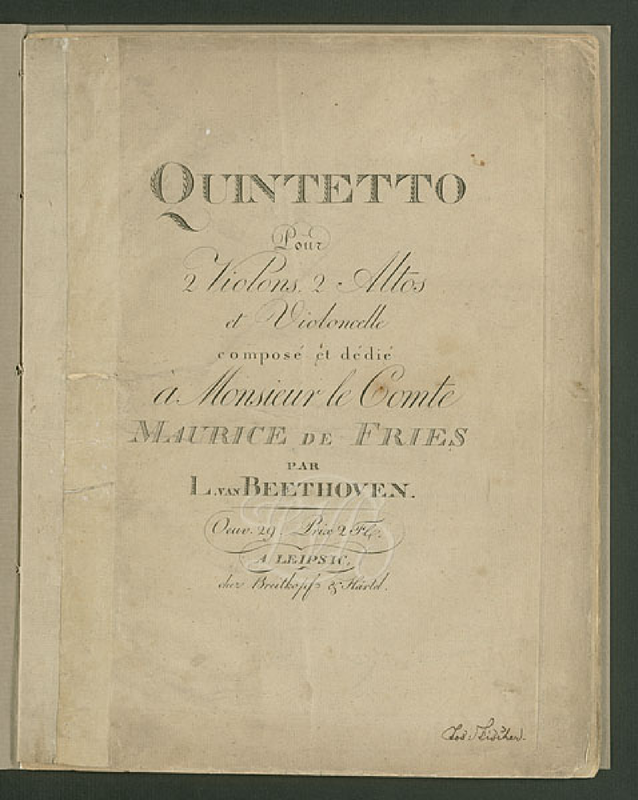 QUINTETTO
Pour
2 Violons, 2 Altos
et Violoncelle
composé et dédié
à Monsieur le Comte
MAURICE DE FRIES
PAR
L. VAN BEETHOVEN.
Oeuv. 29. Prix 2 Fl.
A LEIPSIC,
chez Breitkopf & Härtel.